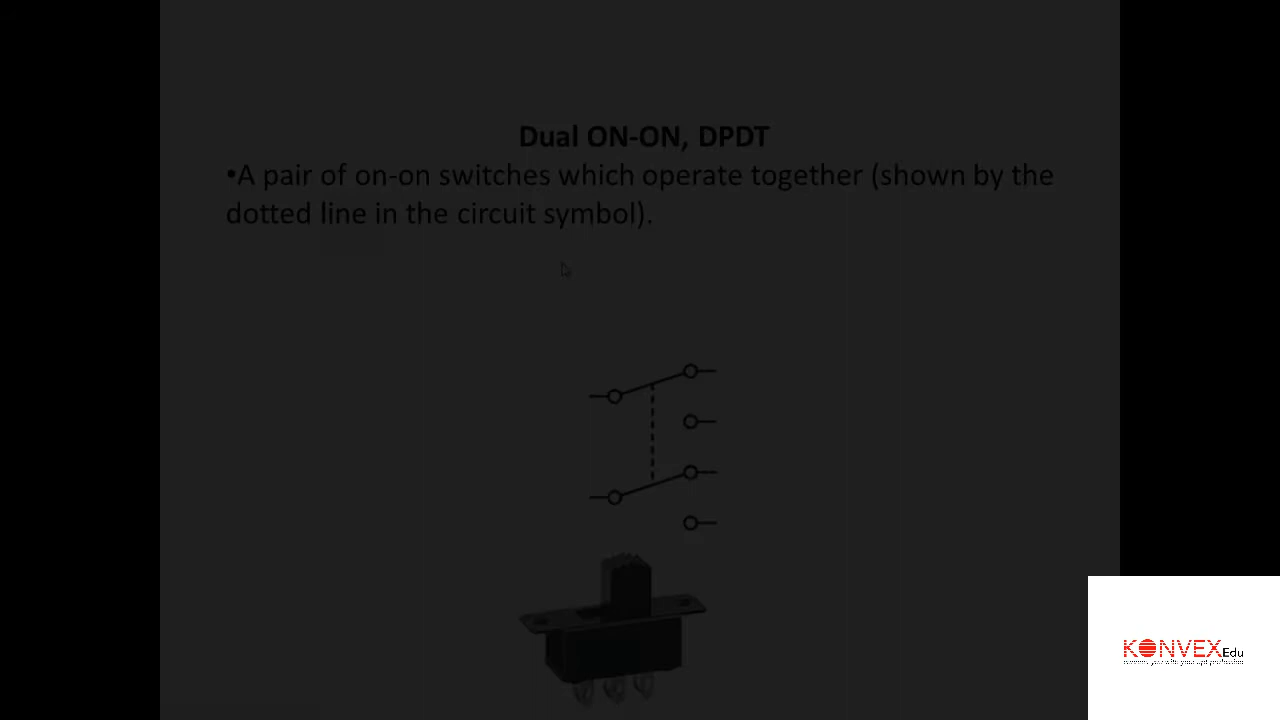 Dual ON-ON, DPDT
•A pair of on-on switches which operate together (shown by the
dotted line in the circuit symbol).
KONVEX Edu